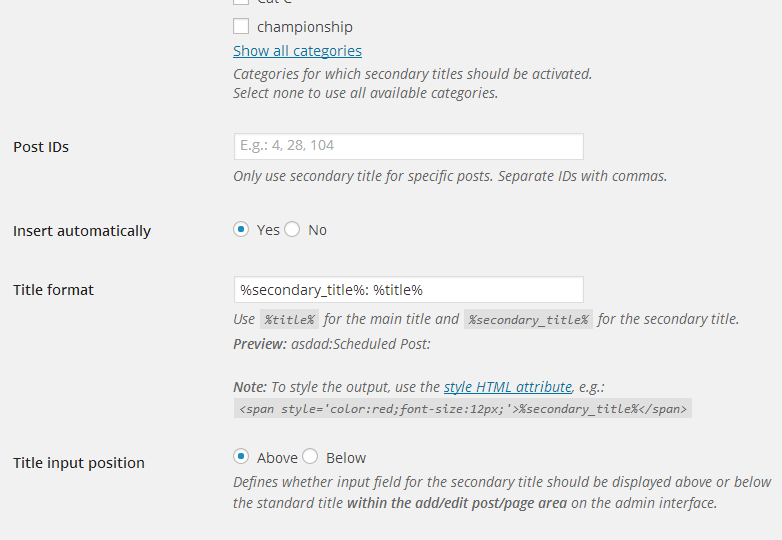 Cat C
championship
Show all categories
Categories for which secondary titles should be activated.
Select none to use all available categories.
Post IDs
E.g.: 4, 28, 104
Only use secondary title for specific posts. Separate IDs with commas.
Insert automatically
Yes No
Title format
%secondary_title%: %title%
Use %title% for the main title and %secondary_title% for the secondary title.
Preview: asdad:Scheduled Post:
Note: To style the output, use the style HTML attribute, e.g.:
<span style='color:red;font-size:12px;'>%secondary_title%</span>
Title input position
Above Below
Defines whether input field for the secondary title should be displayed above or below
the standard title within the add/edit post/page area on the admin interface.